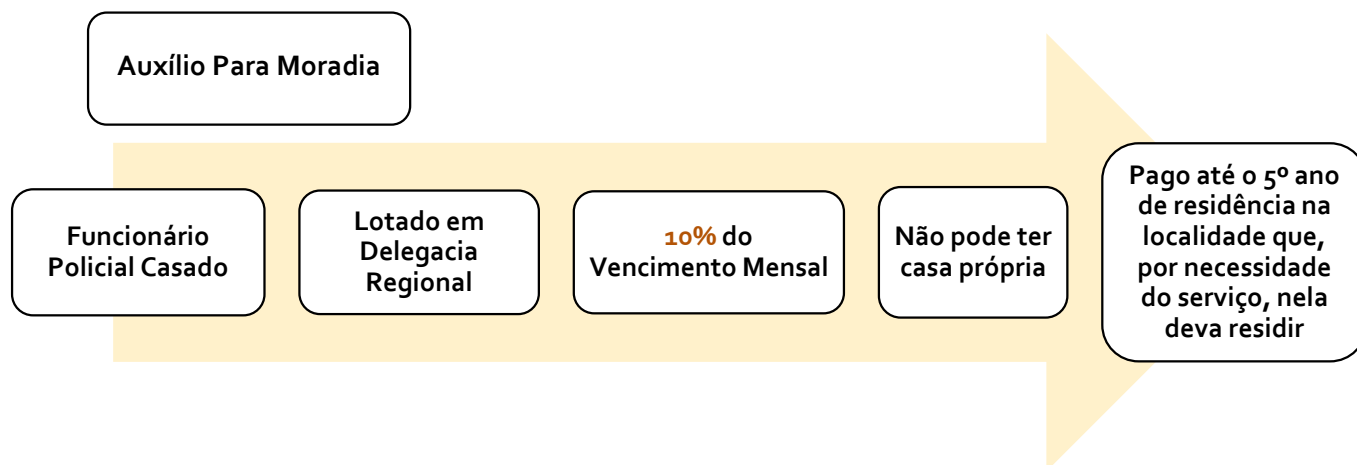 Auxílio Para Moradia
Funcionário
Policial Casado
Lotado em
Delegacia
Regional
10% do
Vencimento Mensal
Não pode ter
casa própria
Pago até o 5º ano
de residência na
localidade que,
por necessidade
do serviço, nela
deva residir